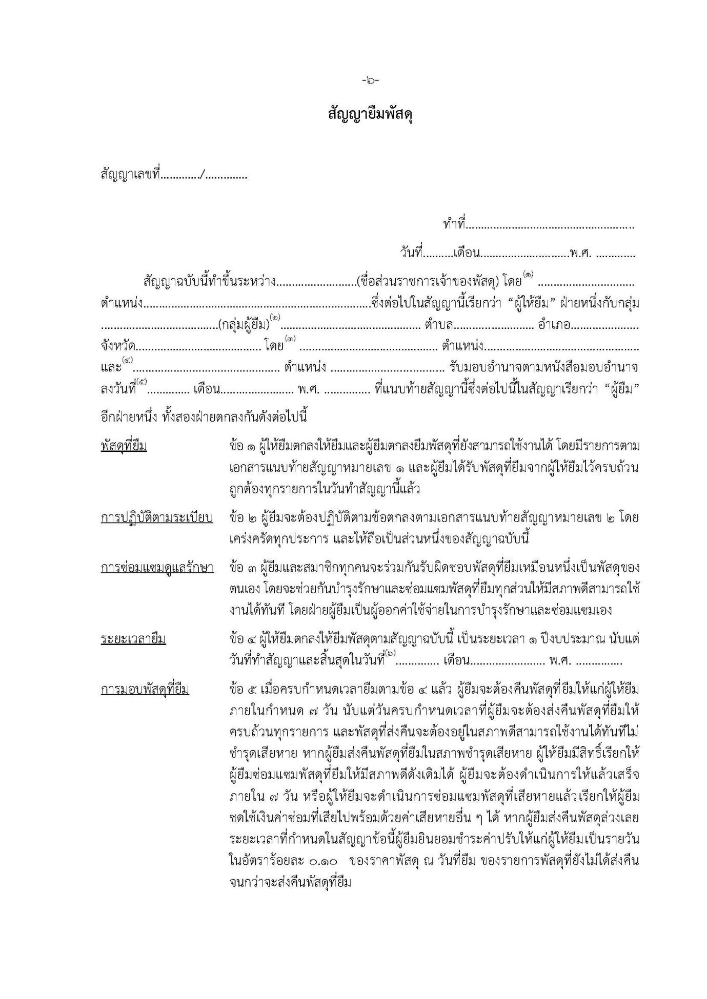 -๖-
สัญญายืมพัสดุ
สัญญาเลขที่............./..............
ทำที่.......................................................
วันที่..........เดือน.............................พ.ศ. .............
สัญญาฉบับนี้ทำขึ้นระหว่าง..........................(ชื่อส่วนราชการเจ้าของพัสดุ) โดย(๑) ................................
ตำแหน่ง..........................................................................ซึ่งต่อไปในสัญญานี้เรียกว่า “ผู้ให้ยืม” ฝ่ายหนึ่งกับกลุ่ม
......................................(กลุ่มผู้ยืม)(๒).............................................. ตำบล.......................... อำเภอ......................
จังหวัด......................................... โดย(๓) ............................................. ตำแหน่ง...................................................
และ(๔)................................................ ตำแหน่ง ..................................... รับมอบอำนาจตามหนังสือมอบอำนาจ
ลงวันที่(๕).............. เดือน........................ พ.ศ. ............... ที่แนบท้ายสัญญานี้ซึ่งต่อไปนี้ในสัญญาเรียกว่า “ผู้ยืม”
อีกฝ่ายหนึ่ง ทั้งสองฝ่ายตกลงกันดังต่อไปนี้
พัสดุที่ยืม ข้อ ๑ ผู้ให้ยืมตกลงให้ยืมและผู้ยืมตกลงยืมพัสดุที่ยังสามารถใช้งานได้ โดยมีรายการตาม
เอกสารแนบท้ายสัญญาหมายเลข ๑ และผู้ยืมได้รับพัสดุที่ยืมจากผู้ให้ยืมไว้ครบถ้วน
ถูกต้องทุกรายการในวันทำสัญญานี้แล้ว
การปฏิบัติตามระเบียบ ข้อ ๒ ผู้ยืมจะต้องปฏิบัติตามข้อตกลงตามเอกสารแนบท้ายสัญญาหมายเลข ๒ โดย
เคร่งครัดทุกประการ และให้ถือเป็นส่วนหนึ่งของสัญญาฉบับนี้
การซ่อมแซมดูแลรักษา ข้อ ๓ ผู้ยืมและสมาชิกทุกคนจะร่วมกันรับผิดชอบพัสดุที่ยืมเหมือนหนึ่งเป็นพัสดุของ
ตนเอง โดยจะช่วยกันบำรุงรักษาและซ่อมแซมพัสดุที่ยืมทุกส่วนให้มีสภาพดีสามารถใช้
งานได้ทันที โดยฝ่ายผู้ยืมเป็นผู้ออกค่าใช้จ่ายในการบำรุงรักษาและซ่อมแซมเอง
ระยะเวลายืม ข้อ ๔ ผู้ให้ยืมตกลงให้ยืมพัสดุตามสัญญาฉบับนี้ เป็นระยะเวลา ๑ ปีงบประมาณ นับแต่
วันที่ทำสัญญาและสิ้นสุดในวันที่(๖).............. เดือน........................ พ.ศ. ...............
การมอบพัสดุที่ยืม ข้อ ๕ เมื่อครบกำหนดเวลายืมตามข้อ ๔ แล้ว ผู้ยืมจะต้องคืนพัสดุที่ยืมให้แก่ผู้ให้ยืม
ภายในกำหนด ๗ วัน นับแต่วันครบกำหนดเวลาที่ผู้ยืมจะต้องส่งคืนพัสดุที่ยืมให้
ครบถ้วนทุกรายการ และพัสดุที่ส่งคืนจะต้องอยู่ในสภาพดีสามารถใช้งานได้ทันทีไม่
ชำรุดเสียหาย หากผู้ยืมส่งคืนพัสดุที่ยืมในสภาพชำรุดเสียหาย ผู้ให้ยืมมีสิทธิ์เรียกให้
ผู้ยืมซ่อมแซมพัสดุที่ยืมให้มีสภาพดีดังเดิมได้ ผู้ยืมจะต้องดำเนินการให้แล้วเสร็จ
ภายใน ๗ วัน หรือผู้ให้ยืมจะดำเนินการซ่อมแซมพัสดุที่เสียหายแล้วเรียกให้ผู้ยืม
ชดใช้เงินค่าซ่อมที่เสียไปพร้อมด้วยค่าเสียหายอื่น ๆ ได้ หากผู้ยืมส่งคืนพัสดุล่วงเลย
ระยะเวลาที่กำหนดในสัญญาข้อนี้ผู้ยืมยินยอมชำระค่าปรับให้แก่ผู้ให้ยืมเป็นรายวัน
ในอัตราร้อยละ ๐.๑๐ ของราคาพัสดุ ณ วันที่ยืม ของรายการพัสดุที่ยังไม่ได้ส่งคืน
จนกว่าจะส่งคืนพัสดุที่ยืม